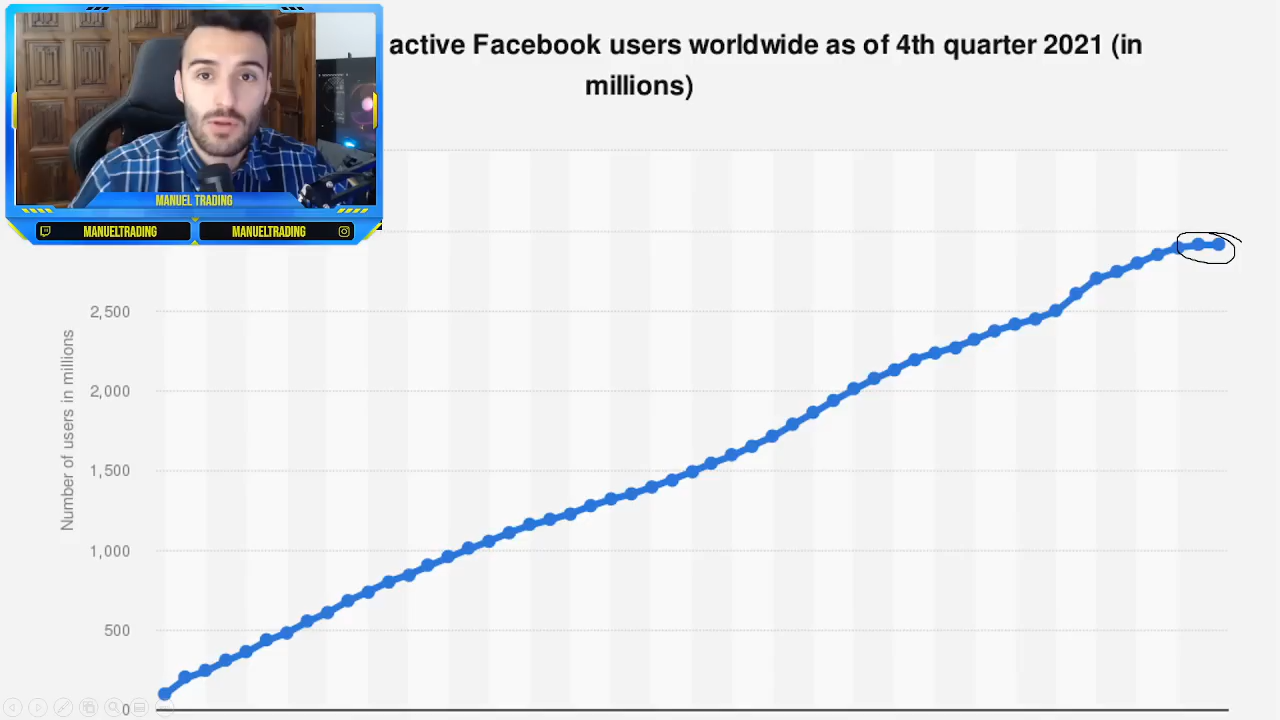 active Facebook users worldwide as of 4th quarter 2021 (in
millions)
MANUEL TRADING
MANUELTRADING
MANUELTRADING
Number of users in millions
2,500
2,000
1,500
1,000
500
0